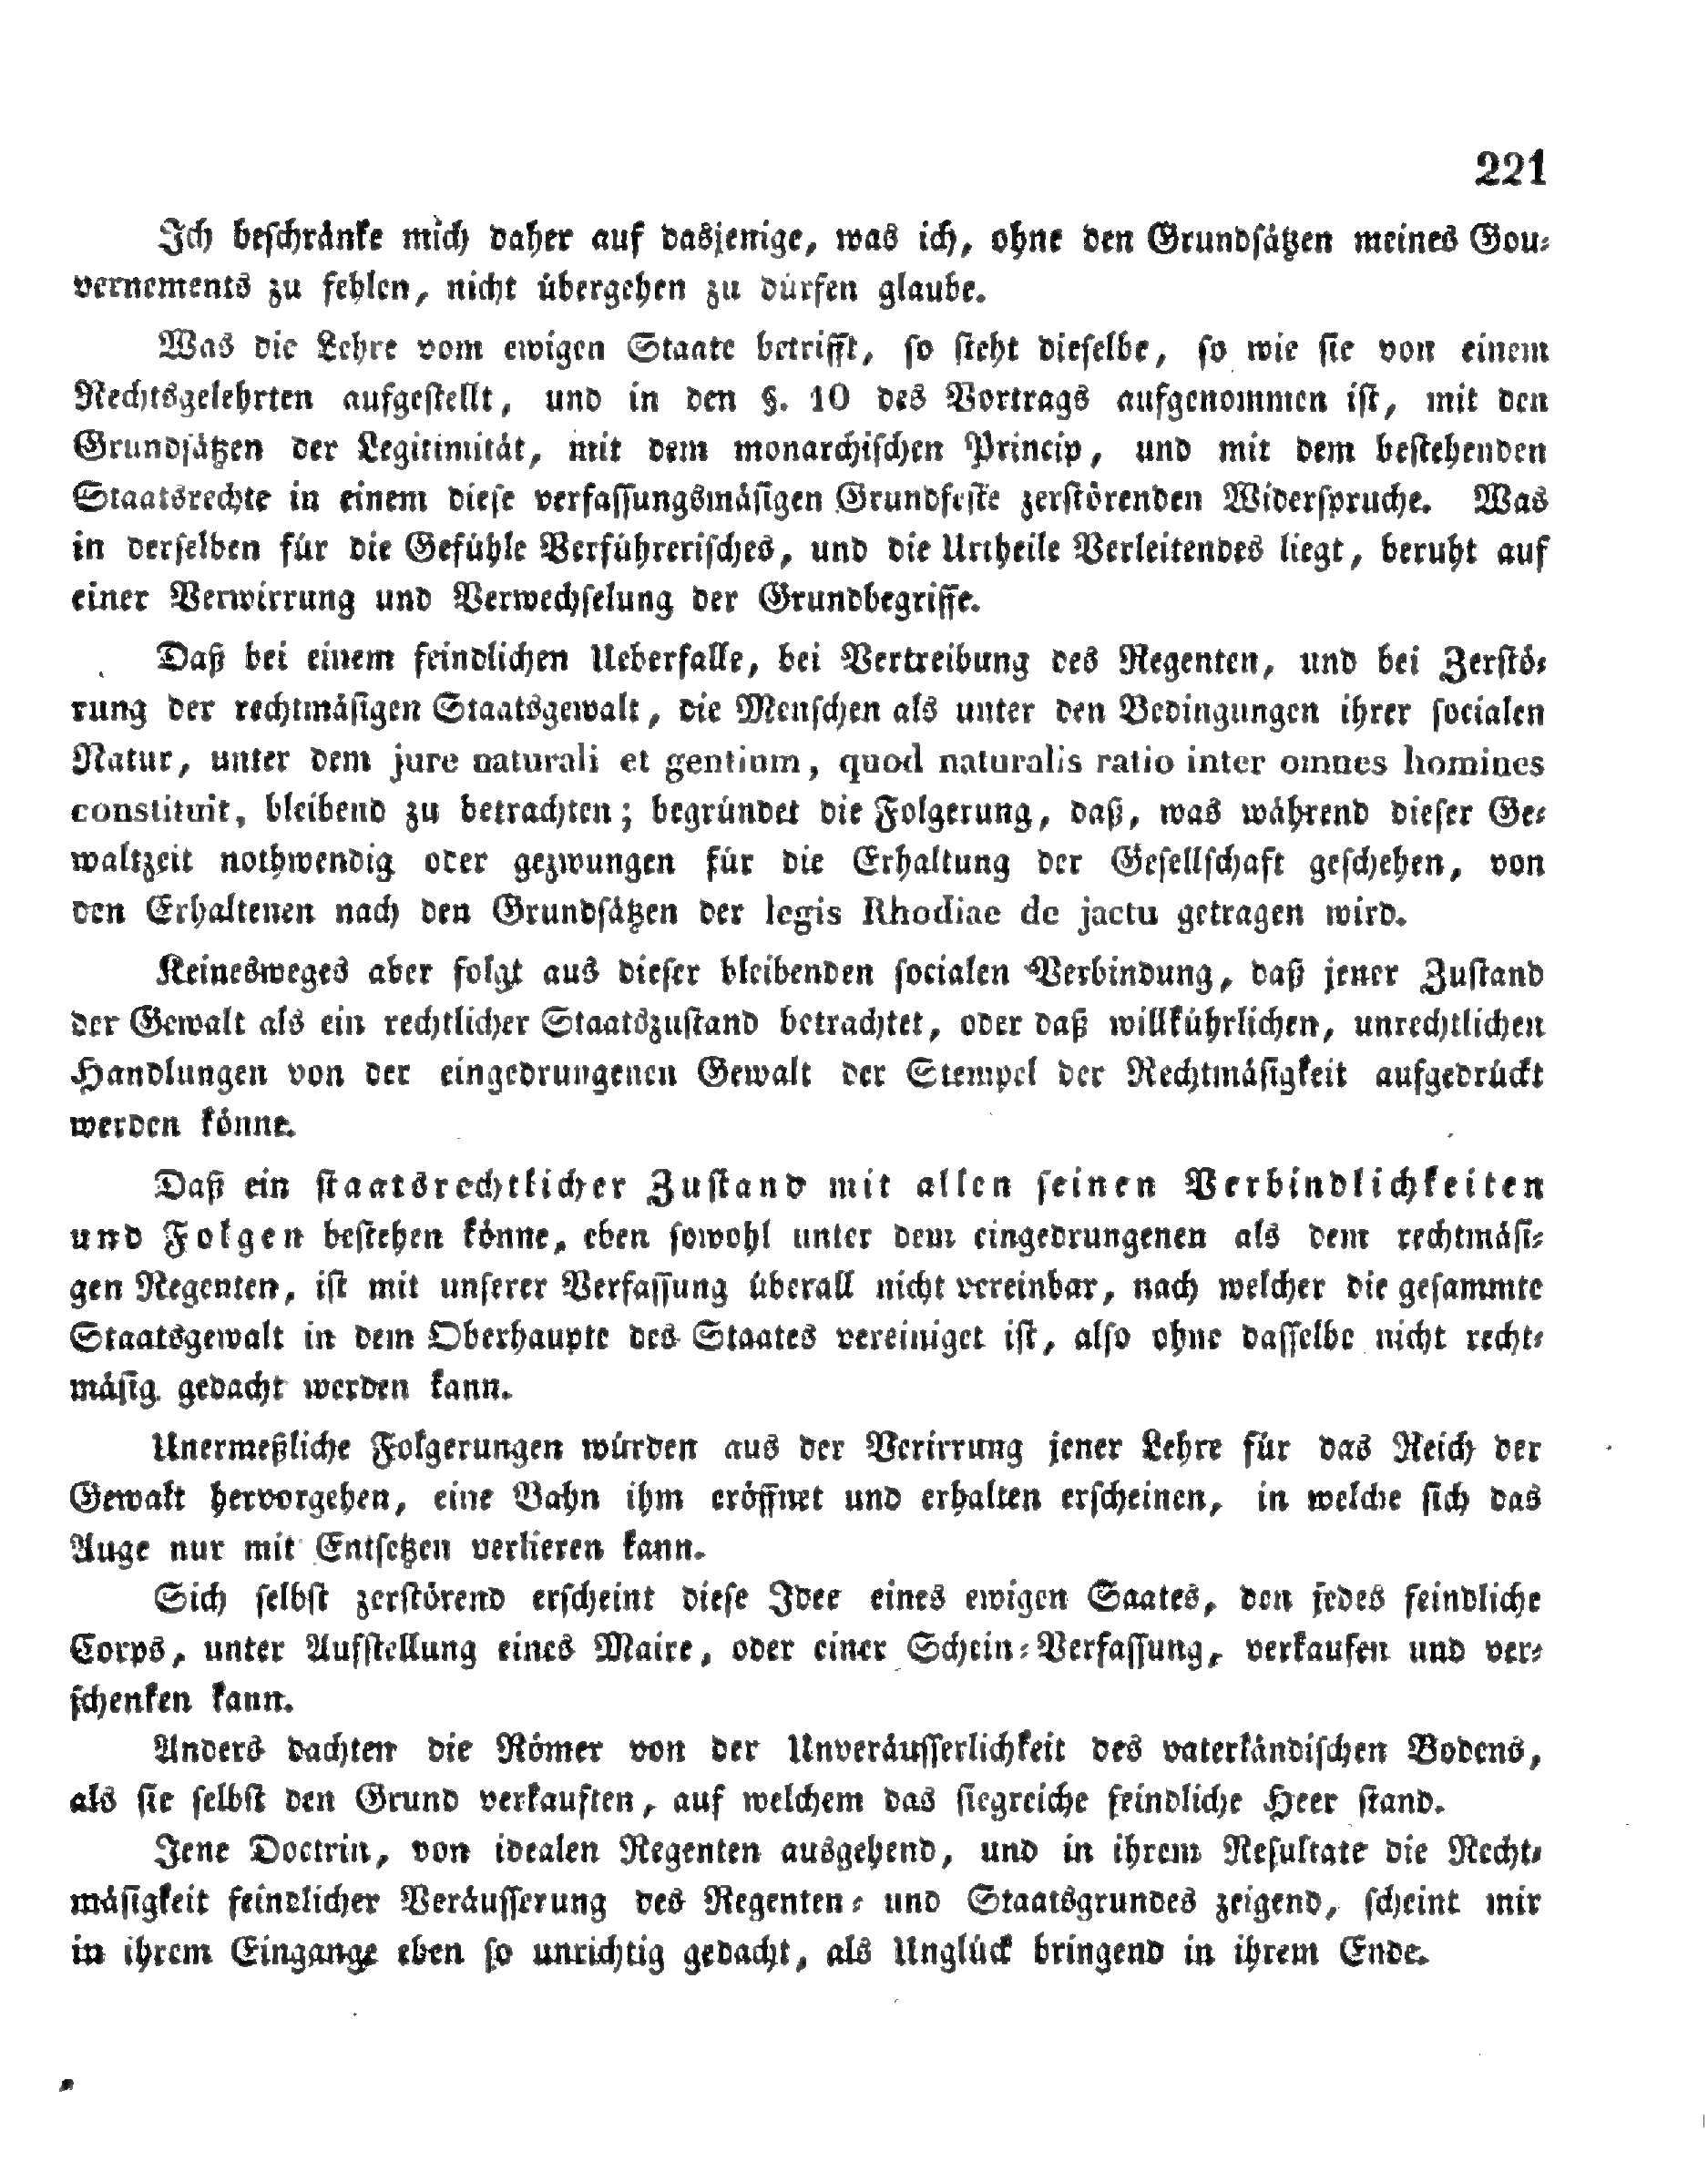 221
Ich beschränke mich daher auf dasjenige, was ich, ohne den Grundsätzen meines Gou-
vernements zu fehlen, nicht übergehen zu dürfen glaube.
Was die Lehre vom ewigen Staate betrifft, so steht dieselbe, so wie sie von einem
Rechtsgelehrten aufgestellt, und in den §. 10 des Vortrags aufgenommen ist, mit den
Grundsätzen der Legitimität, mit dem monarchischen Princip, und mit dem bestehenden
Staatsrechte in einem diese verfassungsmäsigen Grundfeste zerstörenden Widerspruche. Was
in derselben für die Gefühle Verführerisches, und die Urtheile Verleitendes liegt, beruht auf
einer Verwirrung und Verwechselung der Grundbegriffe.
Daß bei einem feindlichen Ueberfalle, bei Vertreibung des Regenten, und bei Zerstö-
rung der rechtmäsigen Staatsgewalt, die Menschen als unter den Bedingungen ihrer socialen
Natur, unter dem jure naturali et gentium, quod naturalis ratio inter omnes homines
constituit, bleibend zu betrachten; begründet die Folgerung, daß, was während dieser Ge-
waltzeit nothwendig oder gezwungen für die Erhaltung der Gesellschaft geschehen, von
den Erhaltenen nach den Grundsätzen der legis Rhodiae de jactu getragen wird.
Keinesweges aber folgt aus dieser bleibenden socialen Verbindung, daß jener Zustand
der Gewalt als ein rechtlicher Staatszustand betrachtet, oder daß willkührlichen, unrechtlichen
Handlungen von der eingedrungenen Gewalt der Stempel der Rechtmäsigkeit aufgedrückt
werden könne.
Daß ein staatsrechtlicher Zustand mit allen seinen Verbindlichkeiten
und Folgen bestehen könne, eben sowohl unter dem eingedrungenen als dem rechtmäsi-
gen Regenten, ist mit unserer Verfassung überall nicht vereinbar, nach welcher die gesammte
Staatsgewalt in dem Oberhaupte des Staates vereiniget ist, also ohne dasselbe nicht recht-
mäsig gedacht werden kann.
Unermeßliche Folgerungen würden aus der Verirrung jener Lehre für das Reich der
Gewalt hervorgehen, eine Bahn ihm eröffnet und erhalten erscheinen, in welche sich das
Auge nur mit Entsetzen verlieren kann.
Sich selbst zerstörend erscheint diese Idee eines ewigen Saates, den jedes feindliche
Corps, unter Aufstellung eines Maire, oder einer Schein-Verfassung, verkaufen und ver-
schenken kann.
Anders dachten die Römer von der Unveräusserlichkeit des vaterländischen Bodens,
als sie selbst den Grund verkauften, auf welchem das siegreiche feindliche Heer stand.
Jene Doctrin, von idealen Regenten ausgehend, und in ihrem Resultate die Recht-
mäsigkeit feindlicher Veräusserung des Regenten- und Staatsgrundes zeigend, scheint mir
in ihrem Eingange eben so unrichtig gedacht, als Unglück bringend in ihrem Ende.